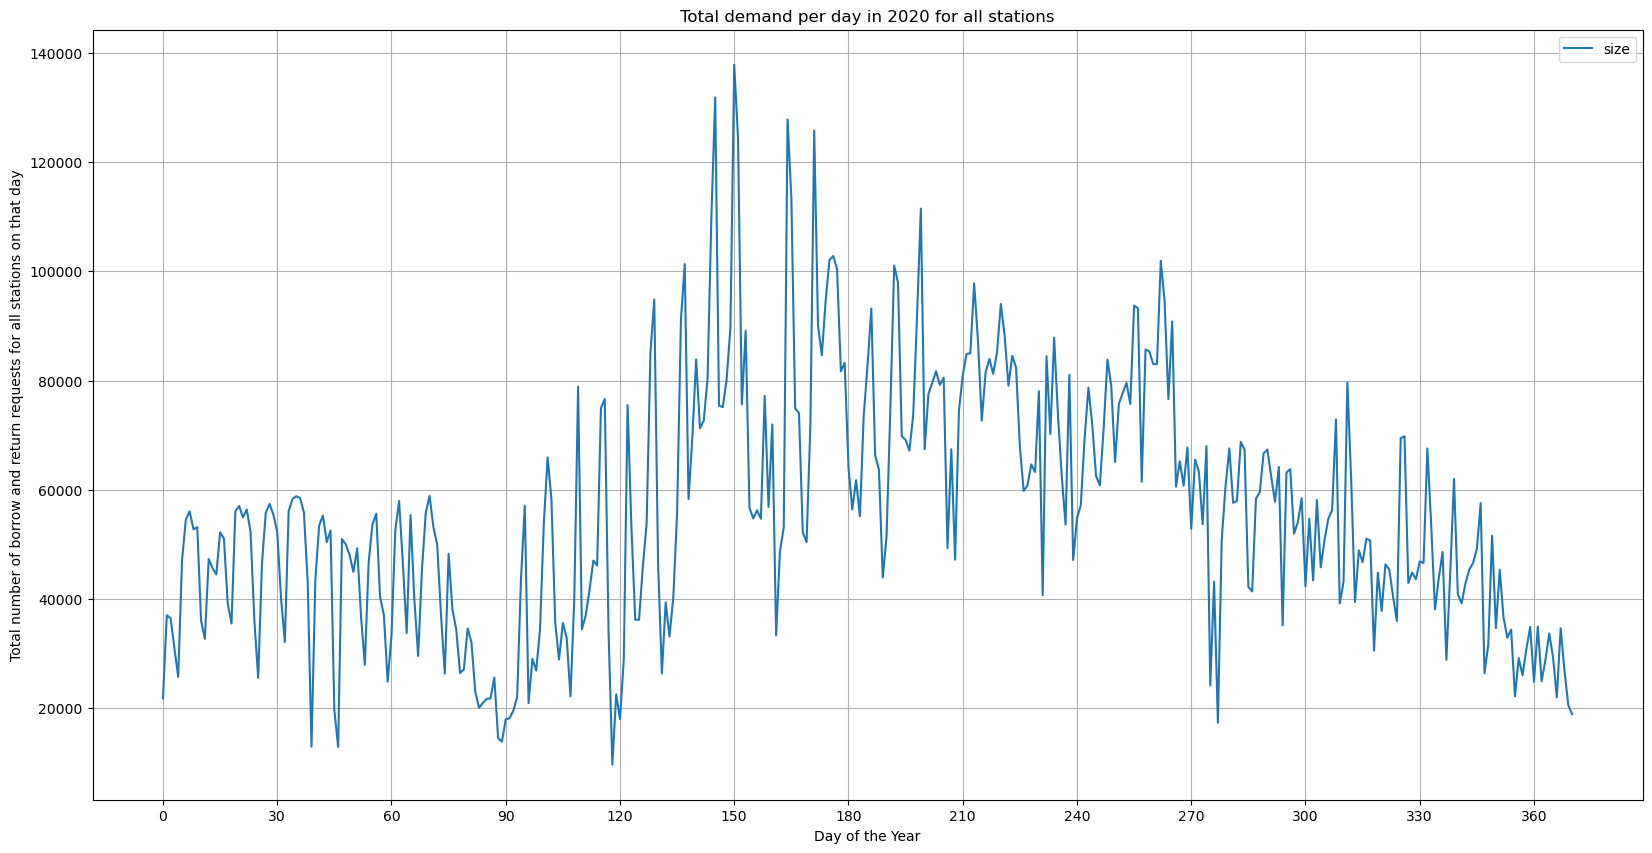 Total demand per day in 2020 for all stations
size
Total number of borrow and return requests for all stations on that day
140000
120000
100000
80000
60000
40000
20000
0 30 60 90 120 150 180 210 240 270 300 330 360
Day of the Year